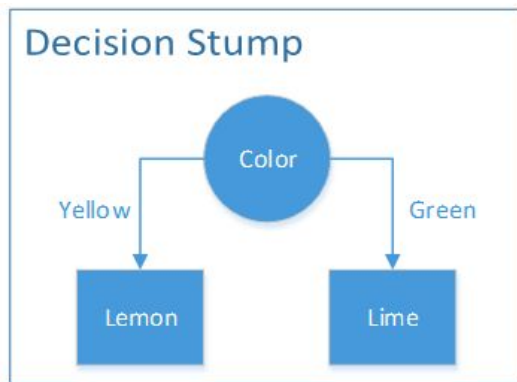 Decision Stump
Color
Yellow
Green
Lemon
Lime